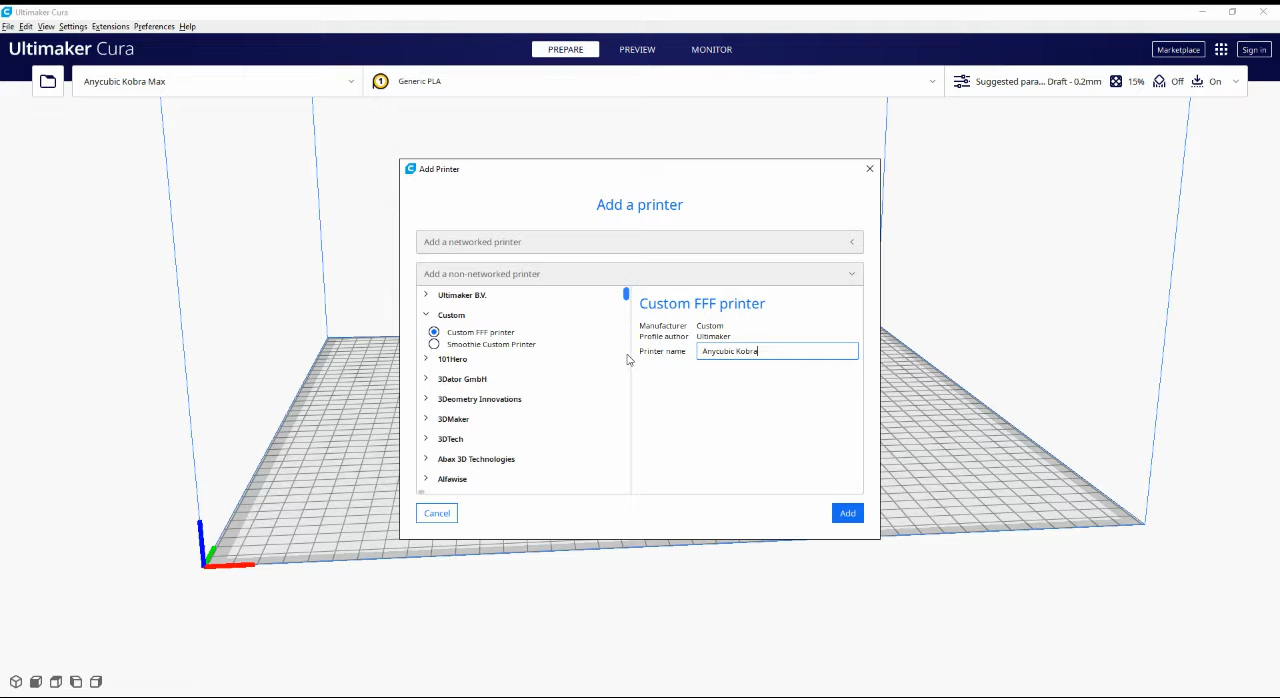 Ultimaker Cura
File Edit View Settings Extensions Preferences Help
Ultimaker Cura
PREPARE
PREVIEW
MONITOR
Marketplace
Sign in
Anycubic Kobra Max
1
Generic PLA
Suggested para... Draft - 0.2mm
15%
Off
On
Add Printer
Add a printer
Add a networked printer
Add a non-networked printer
Ultimaker B.V.
Custom
Custom FFF printer
Smoothie Custom Printer
101Hero
3Dator GmbH
3Deometry Innovations
3DMaker
3DTech
Abax 3D Technologies
Alfawise
Custom FFF printer
Manufacturer Custom
Profile author Ultimaker
Printer name Anycubic Kobra
Cancel
Add